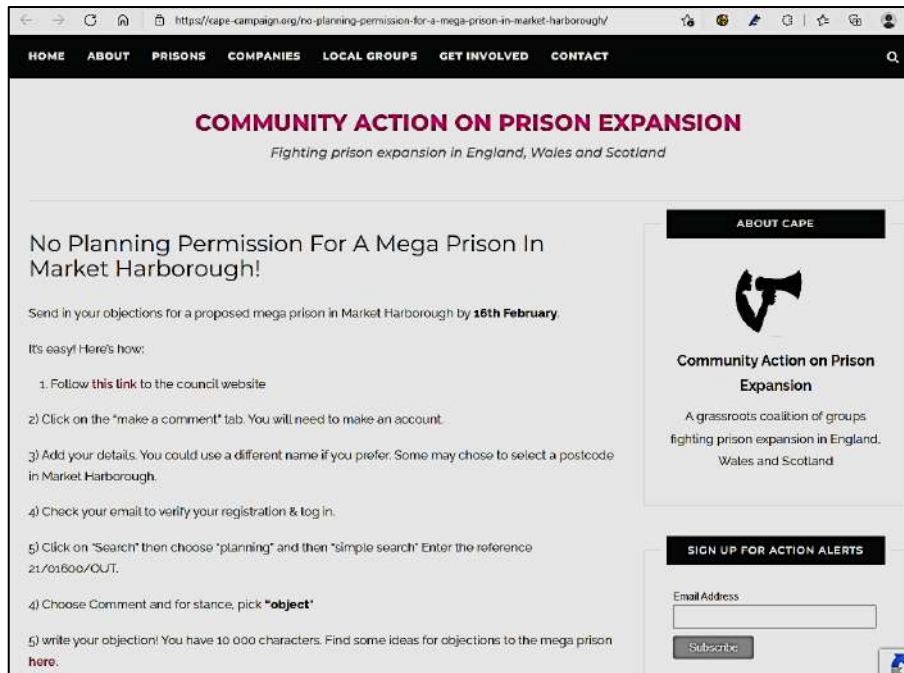 https://cape-campaign.org/no-planning-permission-for-a-mega-prison-in-market-harborough/
HOME ABOUT PRISONS COMPANIES LOCAL GROUPS GET INVOLVED CONTACT
COMMUNITY ACTION ON PRISON EXPANSION
Fighting prison expansion in England, Wales and Scotland
No Planning Permission For A Mega Prison In
Market Harborough!
Send in your objections for a proposed mega prison in Market Harborough by 16th February.
It's easy! Here's how:
1. Follow this link to the council website
2) Click on the "make a comment" tab. You will need to make an account.
3) Add your details. You could use a different name if you prefer. Some may chose to select a postcode
in Market Harborough.
4) Check your email to verify your registration & log in.
5) Click on "Search" then choose "planning" and then "simple search" Enter the reference
21/01600/OUT.
4) Choose Comment and for stance, pick "object"
5) write your objection! You have 10 000 characters. Find some ideas for objections to the mega prison
here.
ABOUT CAPE
Community Action on Prison
Expansion
A grassroots coalition of groups
fighting prison expansion in England,
Wales and Scotland
SIGN UP FOR ACTION ALERTS
Email Address
Subscribe